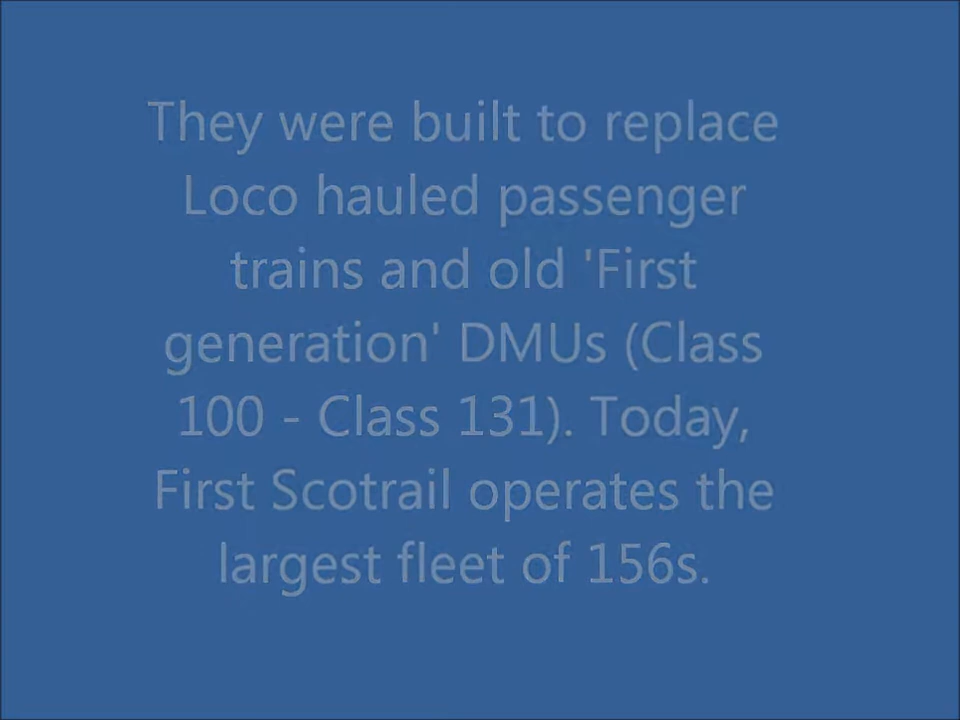 They were built to replace
Loco hauled passenger
trains and old 'First
generation' DMUs (Class
100 - Class 131). Today,
First Scotrail operates the
largest fleet of 156s.